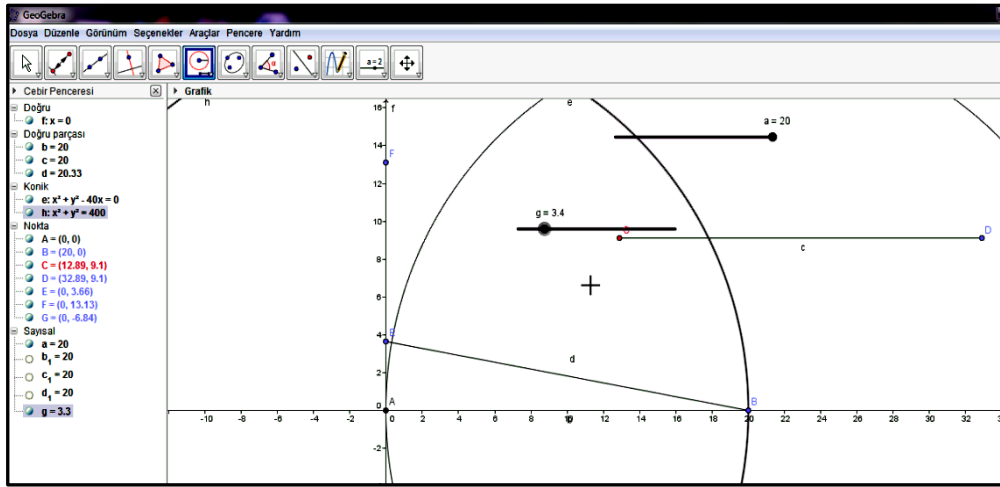 GeoGebra
Dosya Düzenle Görünüm Seçenekler Araçlar Pencere Yardım
a=2
Cebir Penceresi
Grafik
Doğru
f: x = 0
Doğru parçası
b = 20
c = 20
d = 20.33
Konik
e: x² + y² - 40x = 0
h: x² + y² = 400
Nokta
A = (0, 0)
B = (20, 0)
C = (12.89, 9.1)
D = (32.89, 9.1)
E = (0, 3.66)
F = (0, 13.13)
G = (0, -6.84)
Sayısal
a = 20
b₁ = 20
c₁ = 20
d₁ = 20
g = 3.3
h
16
f
e
a = 20
14
F
12
10
g = 3.4
C
D
c
8
6
4
E
d
2
0
A
B
-10 -8 -6 -4 -2 0 2 4 6 8 12 14 16 18 20 22 24 26 28 30 32
-2